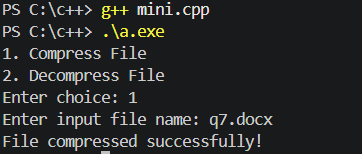 PS C:\c++> g++ mini.cpp
PS C:\c++> .\a.exe
1. Compress File
2. Decompress File
Enter choice: 1
Enter input file name: q7.docx
File compressed successfully!